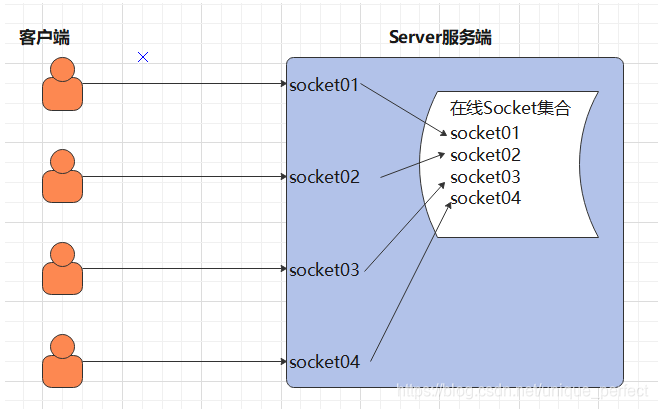 客户端
Server服务端
socket01
socket02
socket03
socket04
在线Socket集合
socket01
socket02
socket03
socket04
https://blog.csdn.net/unique_perfect